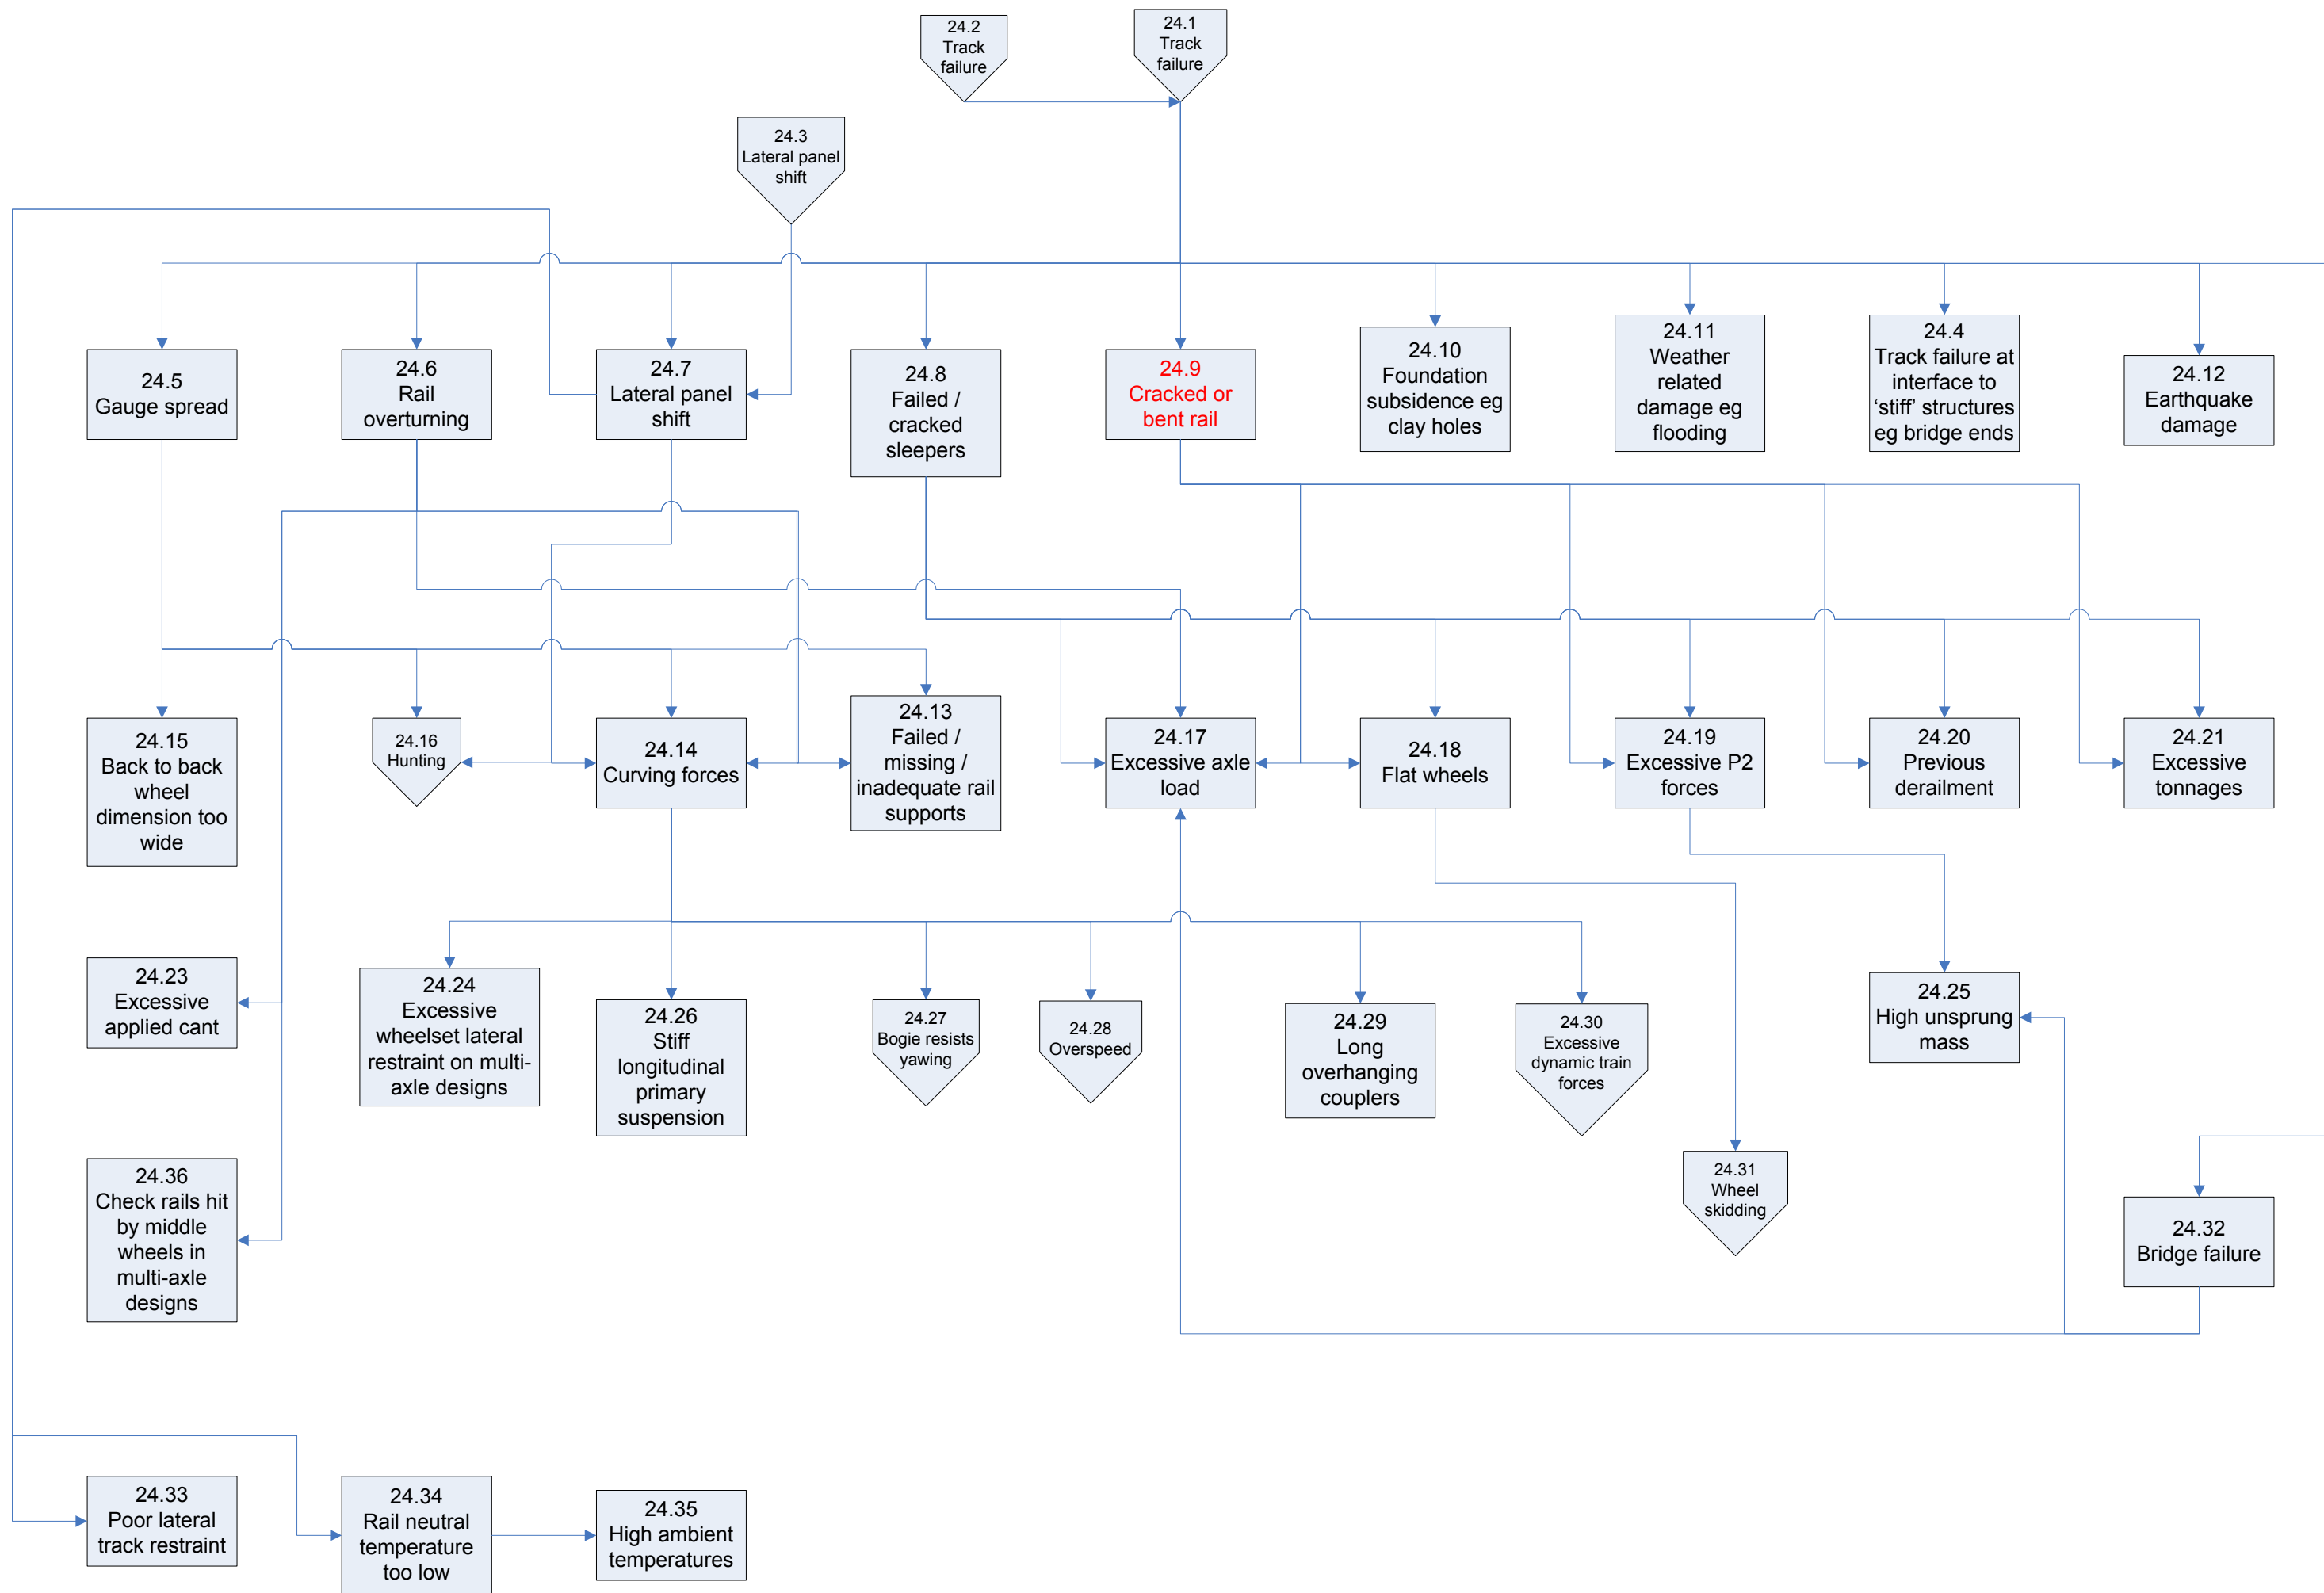 24.2
Track
failure
24.1
Track
failure
24.3
Lateral panel
shift
24.5
Gauge spread
24.6
Rail
overturning
24.7
Lateral panel
shift
24.8
Failed /
cracked
sleepers
24.9
Cracked or
bent rail
24.10
Foundation
subsidence eg
clay holes
24.11
Weather
related
damage eg
flooding
24.4
Track failure at
interface to
‘stiff’ structures
eg bridge ends
24.12
Earthquake
damage
24.15
Back to back
wheel
dimension too
wide
24.16
Hunting
24.14
Curving forces
24.13
Failed /
missing /
inadequate rail
supports
24.17
Excessive axle
load
24.18
Flat wheels
24.19
Excessive P2
forces
24.20
Previous
derailment
24.21
Excessive
tonnages
24.23
Excessive
applied cant
24.24
Excessive
wheelset lateral
restraint on multi-
axle designs
24.26
Stiff
longitudinal
primary
suspension
24.27
Bogie resists
yawing
24.28
Overspeed
24.29
Long
overhanging
couplers
24.30
Excessive
dynamic train
forces
24.25
High unsprung
mass
24.36
Check rails hit
by middle
wheels in
multi-axle
designs
24.31
Wheel
skidding
24.32
Bridge failure
24.33
Poor lateral
track restraint
24.34
Rail neutral
temperature
too low
24.35
High ambient
temperatures